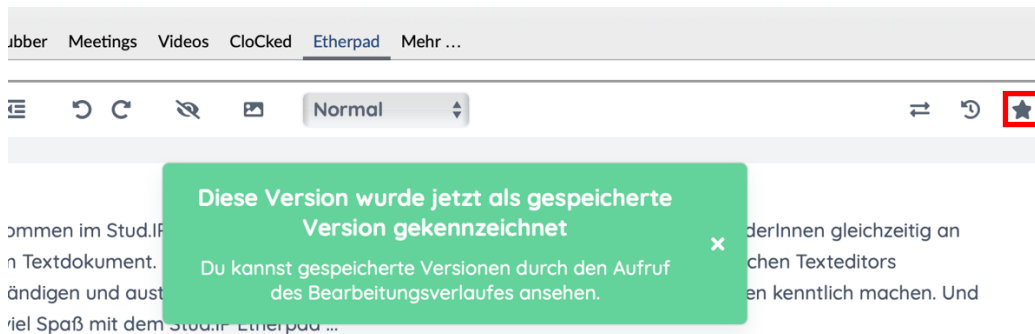 ubber Meetings Videos CloCked Etherpad Mehr ...
Normal
Diese Version wurde jetzt als gespeicherte
Version gekennzeichnet
Du kannst gespeicherte Versionen durch den Aufruf
des Bearbeitungsverlaufes ansehen.
ommen im Stud.IP derInnen gleichzeitig an
n Textdokument. chen Texteditors
ändigen und aust en kenntlich machen. Und
viel Spaß mit dem Stud.IP Etherpad ...